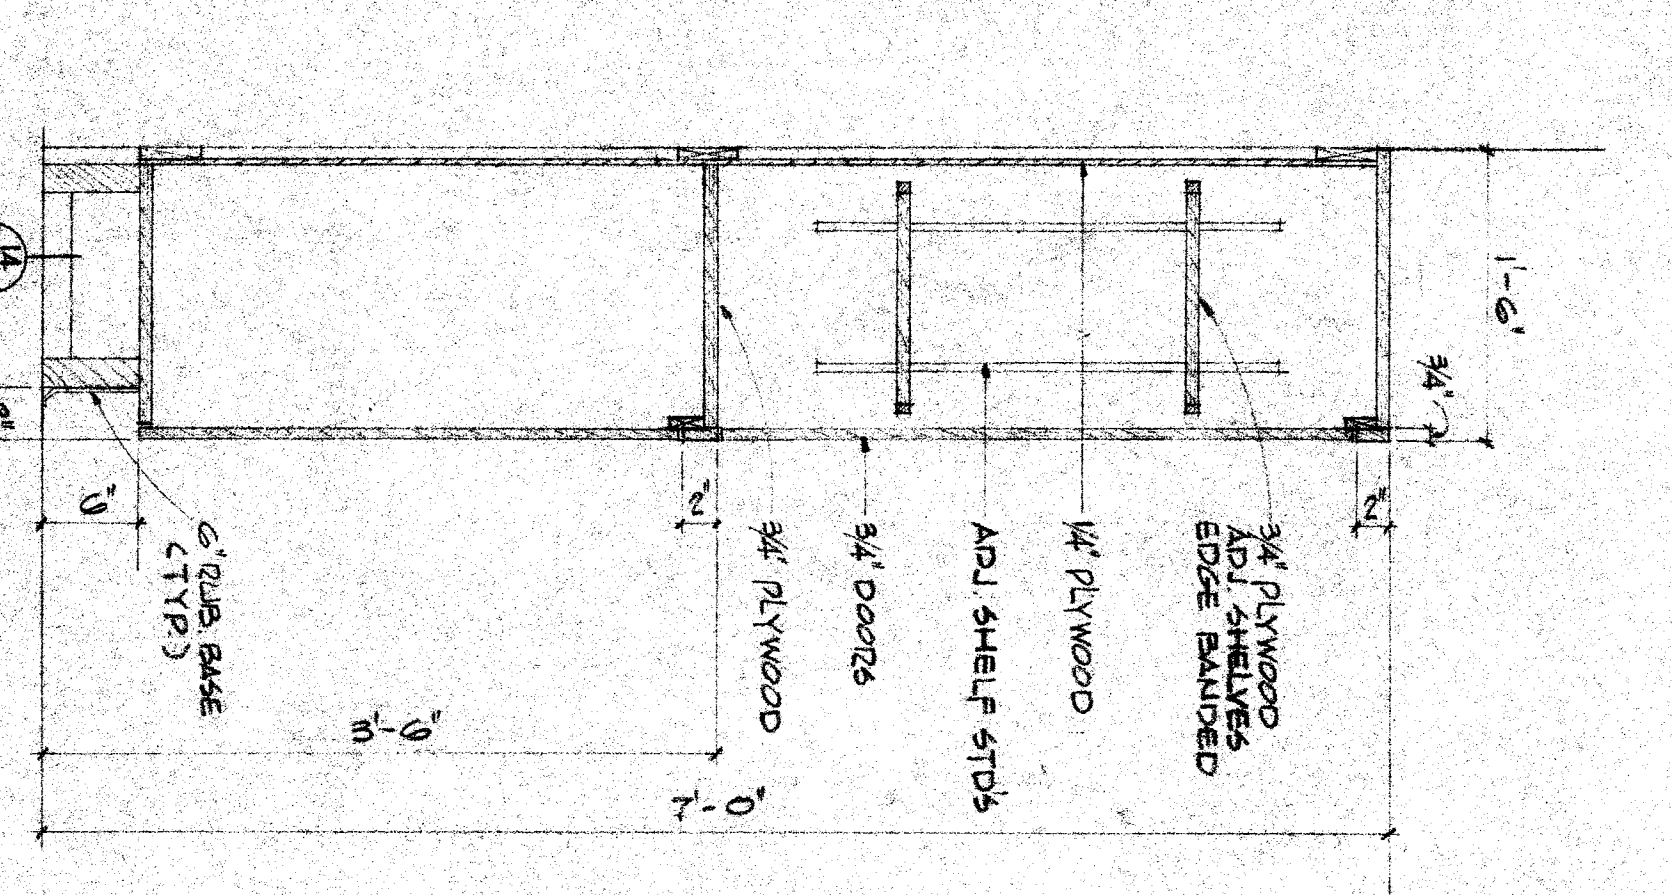 1'-6"
3/4"
2"
3/4" PLYWOOD
ADJ. SHELVES
EDGE BANDED
1/4" PLYWOOD
ADJ. SHELF STD'S
3/4" DOORS
3/4" PLYWOOD
2"
6" RUB. BASE
(TYP.)
6"
3'-6"
7'-0"
14